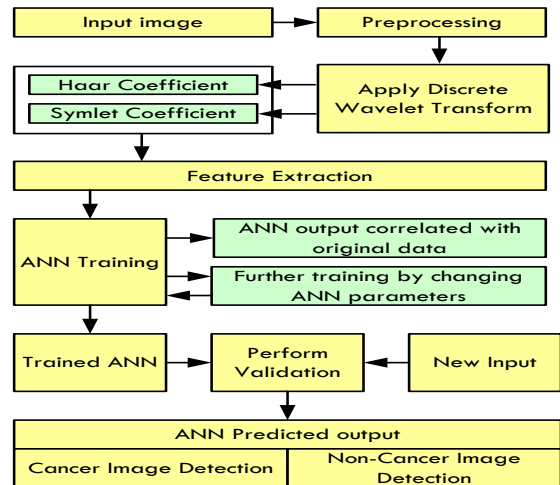 Input image
Preprocessing
Haar Coefficient
Symlet Coefficient
Apply Discrete
Wavelet Transform
Feature Extraction
ANN Training
ANN output correlated with
original data
Further training by changing
ANN parameters
Trained ANN
Perform
Validation
New Input
ANN Predicted output
Cancer Image Detection
Non-Cancer Image
Detection